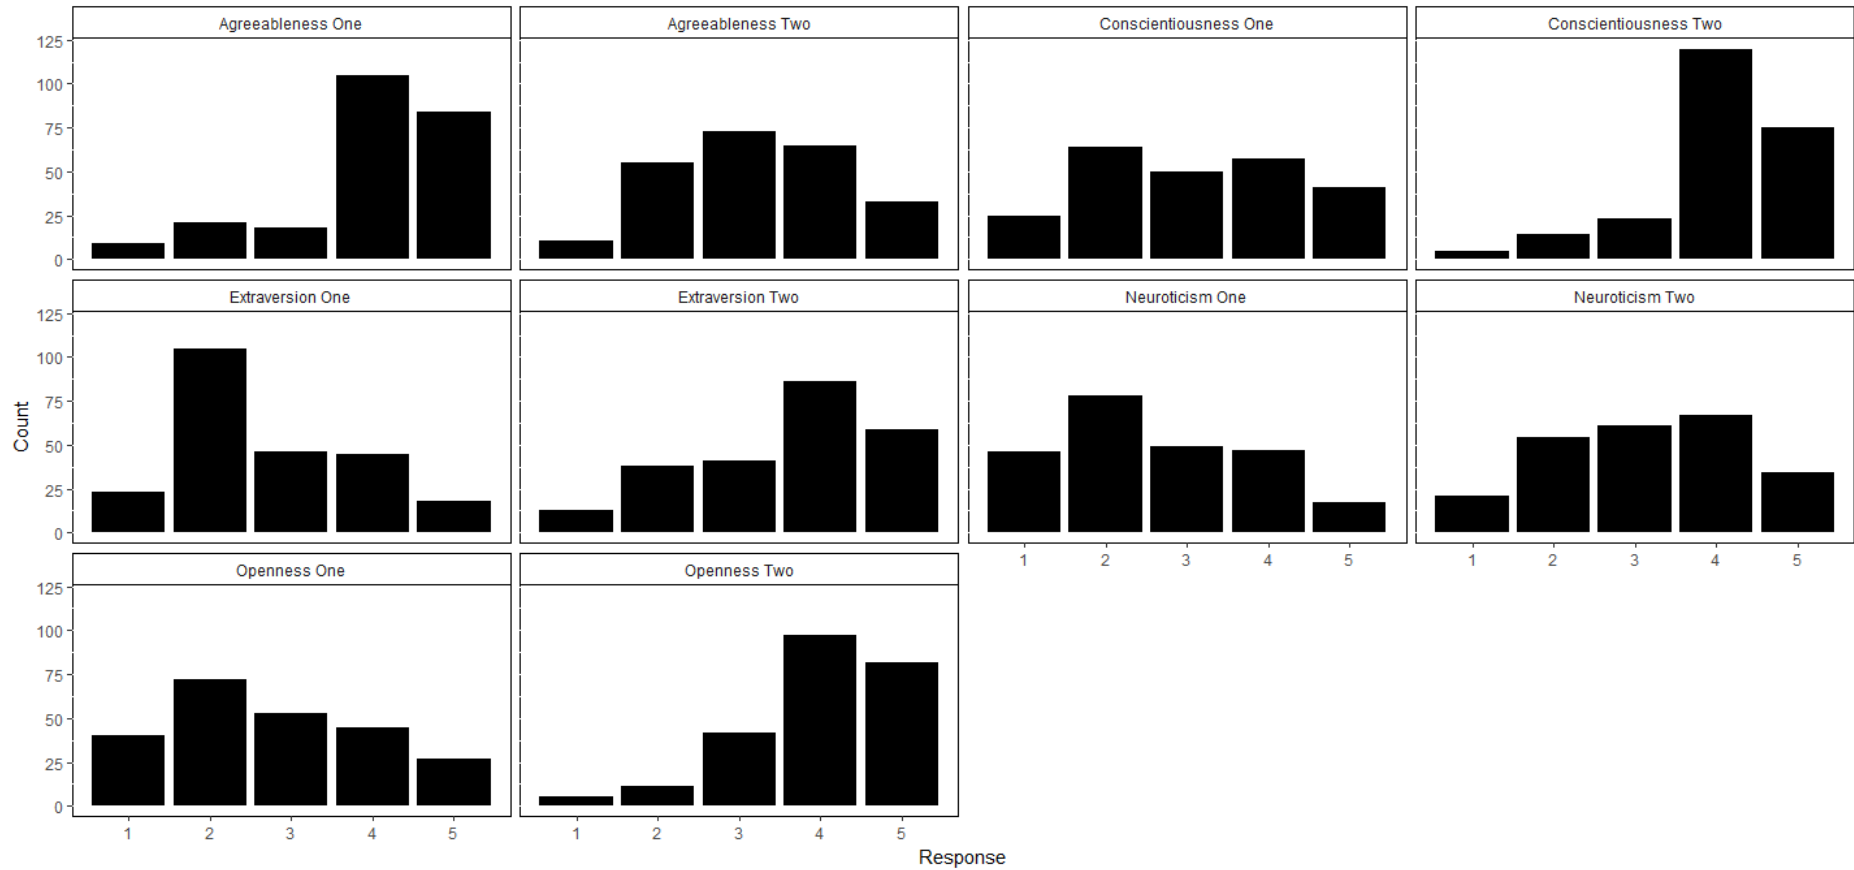 Agreeableness One
Agreeableness Two
Conscientiousness One
Conscientiousness Two
125
100
75
50
25
0
Extraversion One
Extraversion Two
Neuroticism One
Neuroticism Two
125
100
75
50
25
0
1 2 3 4 5
1 2 3 4 5
Openness One
Openness Two
125
100
75
50
25
0
1 2 3 4 5
1 2 3 4 5
Count
Response